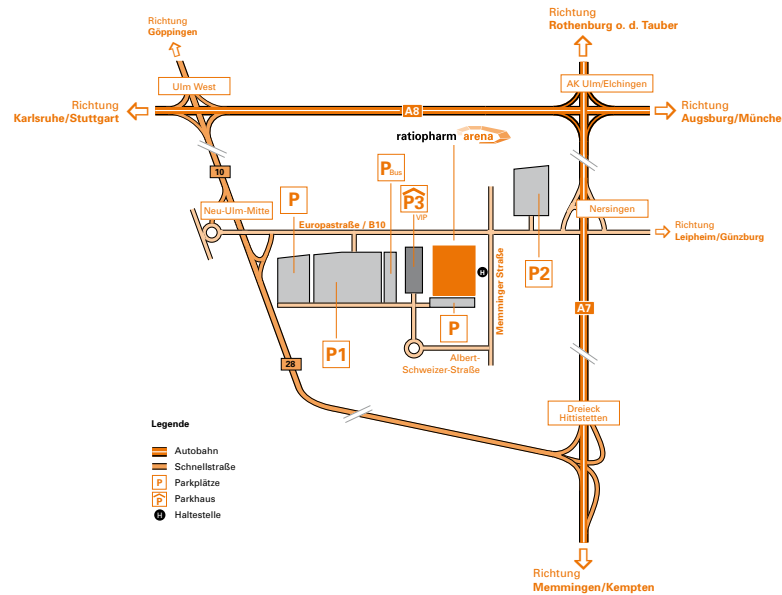 Richtung
Göppingen
Richtung
Rothenburg o. d. Tauber
Ulm West
AK Ulm/Elchingen
Richtung
Karlsruhe/Stuttgart
A8
Richtung
Augsburg/Münche
ratiopharm arena
10
P
P Bus
P3
VIP
Neu-Ulm-Mitte
Nersingen
Europastraße / B10
Richtung
Leipheim/Günzburg
H
P2
Memminger Straße
A7
P1
P
28
Albert-
Schweizer-Straße
Dreieck
Hittistetten
Legende
Autobahn
Schnellstraße
P Parkplätze
P Parkhaus
H Haltestelle
Richtung
Memmingen/Kempten